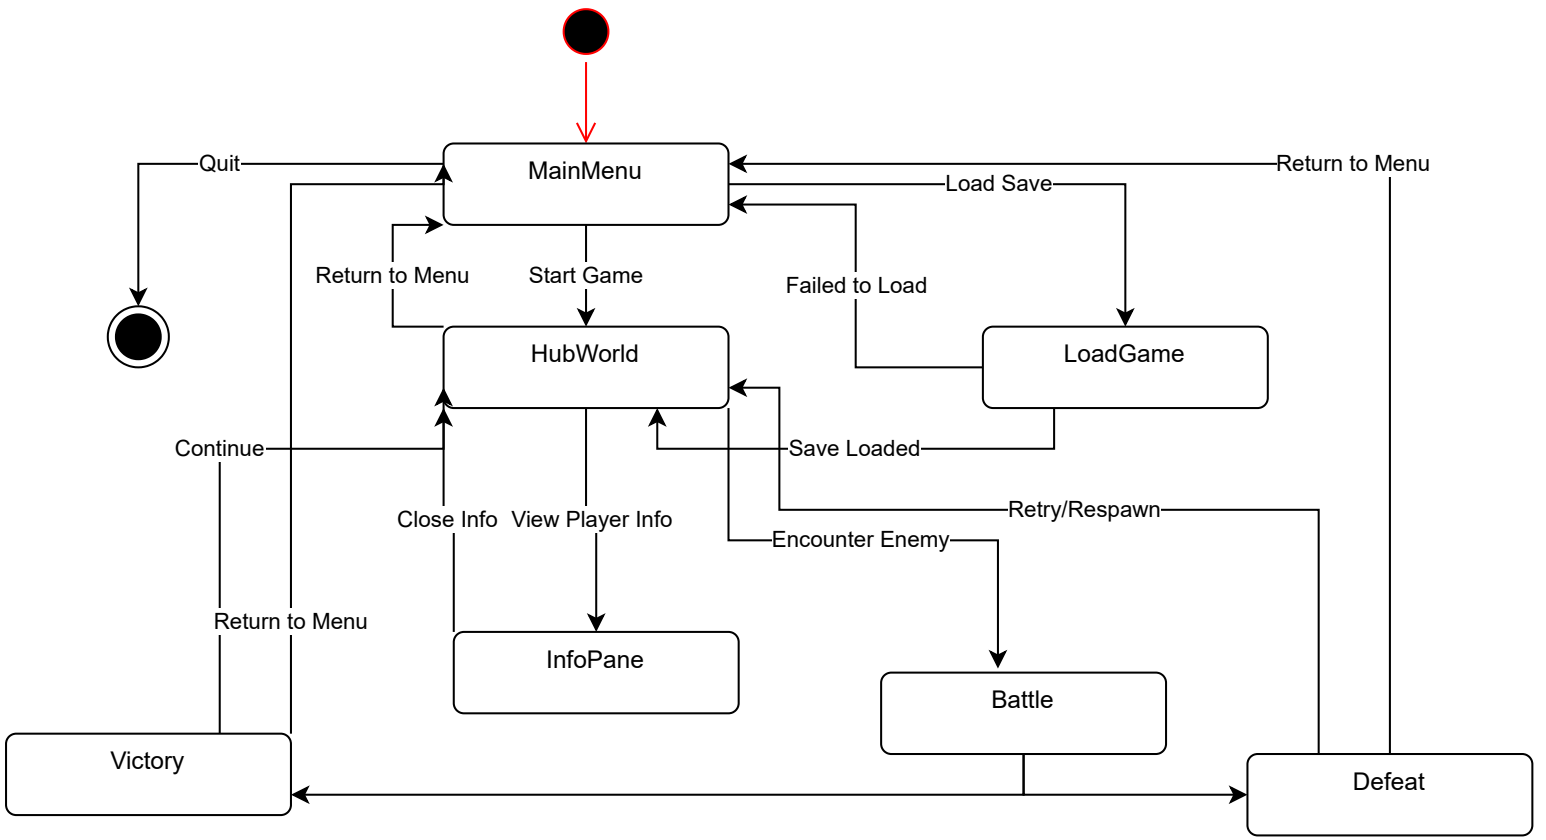 Quit
MainMenu
Return to Menu
Load Save
Return to Menu
Start Game
Failed to Load
HubWorld
LoadGame
Continue
Save Loaded
Close Info
View Player Info
Retry/Respawn
Encounter Enemy
Return to Menu
InfoPane
Battle
Victory
Defeat